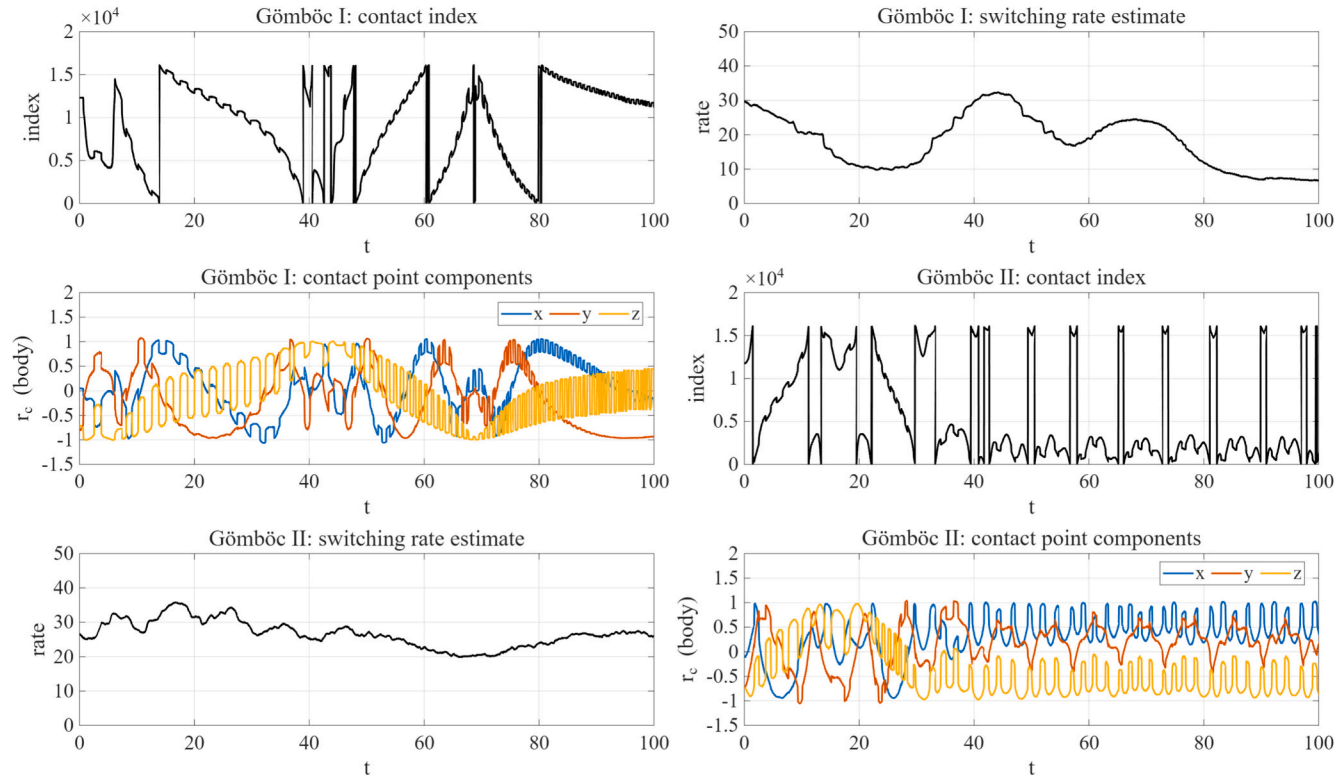 Gömböc I: contact index
×10⁴
2
1.5
1
0.5
0
index
0 20 40 60 80 100
t
Gömböc I: switching rate estimate
50
40
30
20
10
0
rate
0 20 40 60 80 100
t
Gömböc I: contact point components
2
1.5
1
0.5
0
-0.5
-1
-1.5
r_c (body)
x y z
0 20 40 60 80 100
t
Gömböc II: contact index
×10⁴
2
1.5
1
0.5
0
index
0 20 40 60 80 100
t
Gömböc II: switching rate estimate
50
40
30
20
10
0
rate
0 20 40 60 80 100
t
Gömböc II: contact point components
2
1.5
1
0.5
0
-0.5
-1
-1.5
r_c (body)
x y z
0 20 40 60 80 100
t